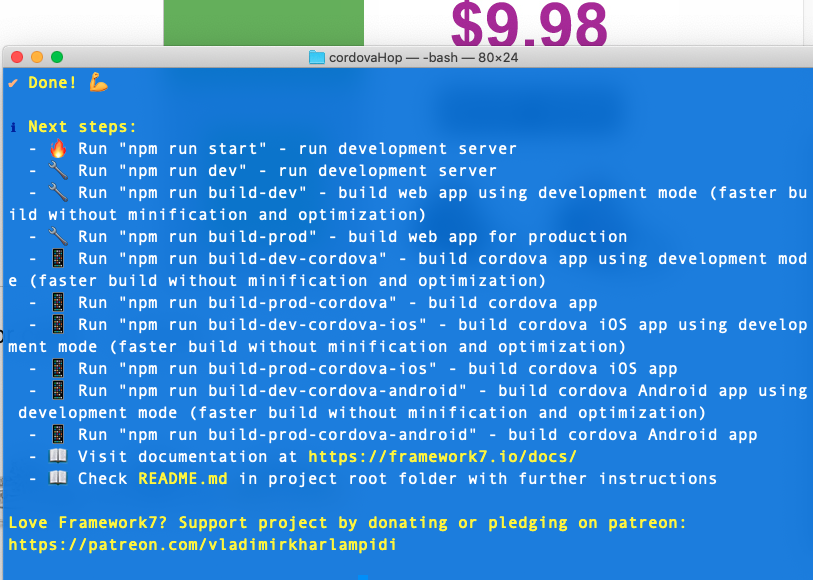 $9.98
cordovaHop — -bash — 80×24
✔ Done! 💪
ℹ Next steps:
- 🔥 Run "npm run start" - run development server
- 🔧 Run "npm run dev" - run development server
- 🔧 Run "npm run build-dev" - build web app using development mode (faster bu
ild without minification and optimization)
- 🔧 Run "npm run build-prod" - build web app for production
- 📱 Run "npm run build-dev-cordova" - build cordova app using development mod
e (faster build without minification and optimization)
- 📱 Run "npm run build-prod-cordova" - build cordova app
- 📱 Run "npm run build-dev-cordova-ios" - build cordova iOS app using develop
ment mode (faster build without minification and optimization)
- 📱 Run "npm run build-prod-cordova-ios" - build cordova iOS app
- 📱 Run "npm run build-dev-cordova-android" - build cordova Android app using
development mode (faster build without minification and optimization)
- 📱 Run "npm run build-prod-cordova-android" - build cordova Android app
- 📖 Visit documentation at https://framework7.io/docs/
- 📖 Check README.md in project root folder with further instructions
Love Framework7? Support project by donating or pledging on patreon:
https://patreon.com/vladimirkharlampidi